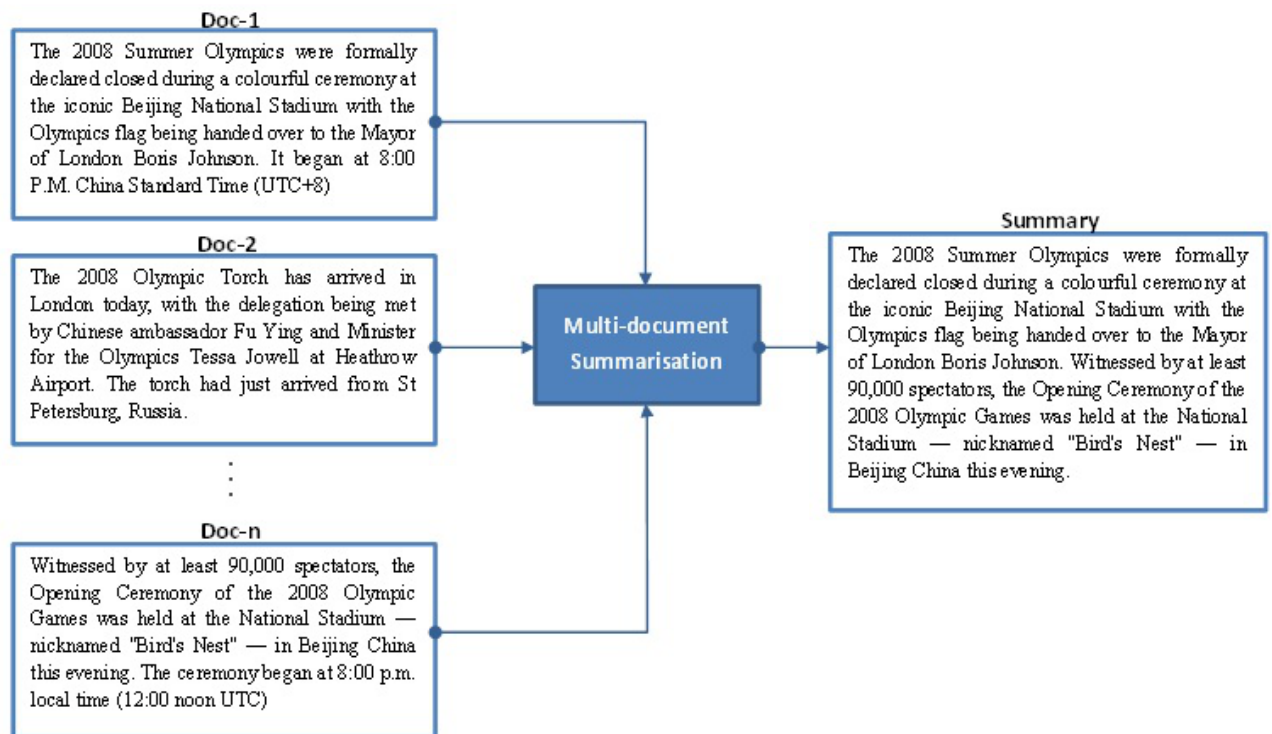 Doc-1
The 2008 Summer Olympics were formally
declared closed during a colourful ceremony at
the iconic Beijing National Stadium with the
Olympics flag being handed over to the Mayor
of London Boris Johnson. It began at 8:00
P.M. China Standard Time (UTC+8)
Doc-2
The 2008 Olympic Torch has arrived in
London today, with the delegation being met
by Chinese ambassador Fu Ying and Minister
for the Olympics Tessa Jowell at Heathrow
Airport. The torch had just arrived from St
Petersburg, Russia.
Doc-n
Witnessed by at least 90,000 spectators, the
Opening Ceremony of the 2008 Olympic
Games was held at the National Stadium —
nicknamed "Bird's Nest" — in Beijing China
this evening. The ceremony began at 8:00 p.m.
local time (12:00 noon UTC)
Multi-document
Summarisation
Summary
The 2008 Summer Olympics were formally
declared closed during a colourful ceremony at
the iconic Beijing National Stadium with the
Olympics flag being handed over to the Mayor
of London Boris Johnson. Witnessed by at least
90,000 spectators, the Opening Ceremony of the
2008 Olympic Games was held at the National
Stadium — nicknamed "Bird's Nest" — in
Beijing China this evening.